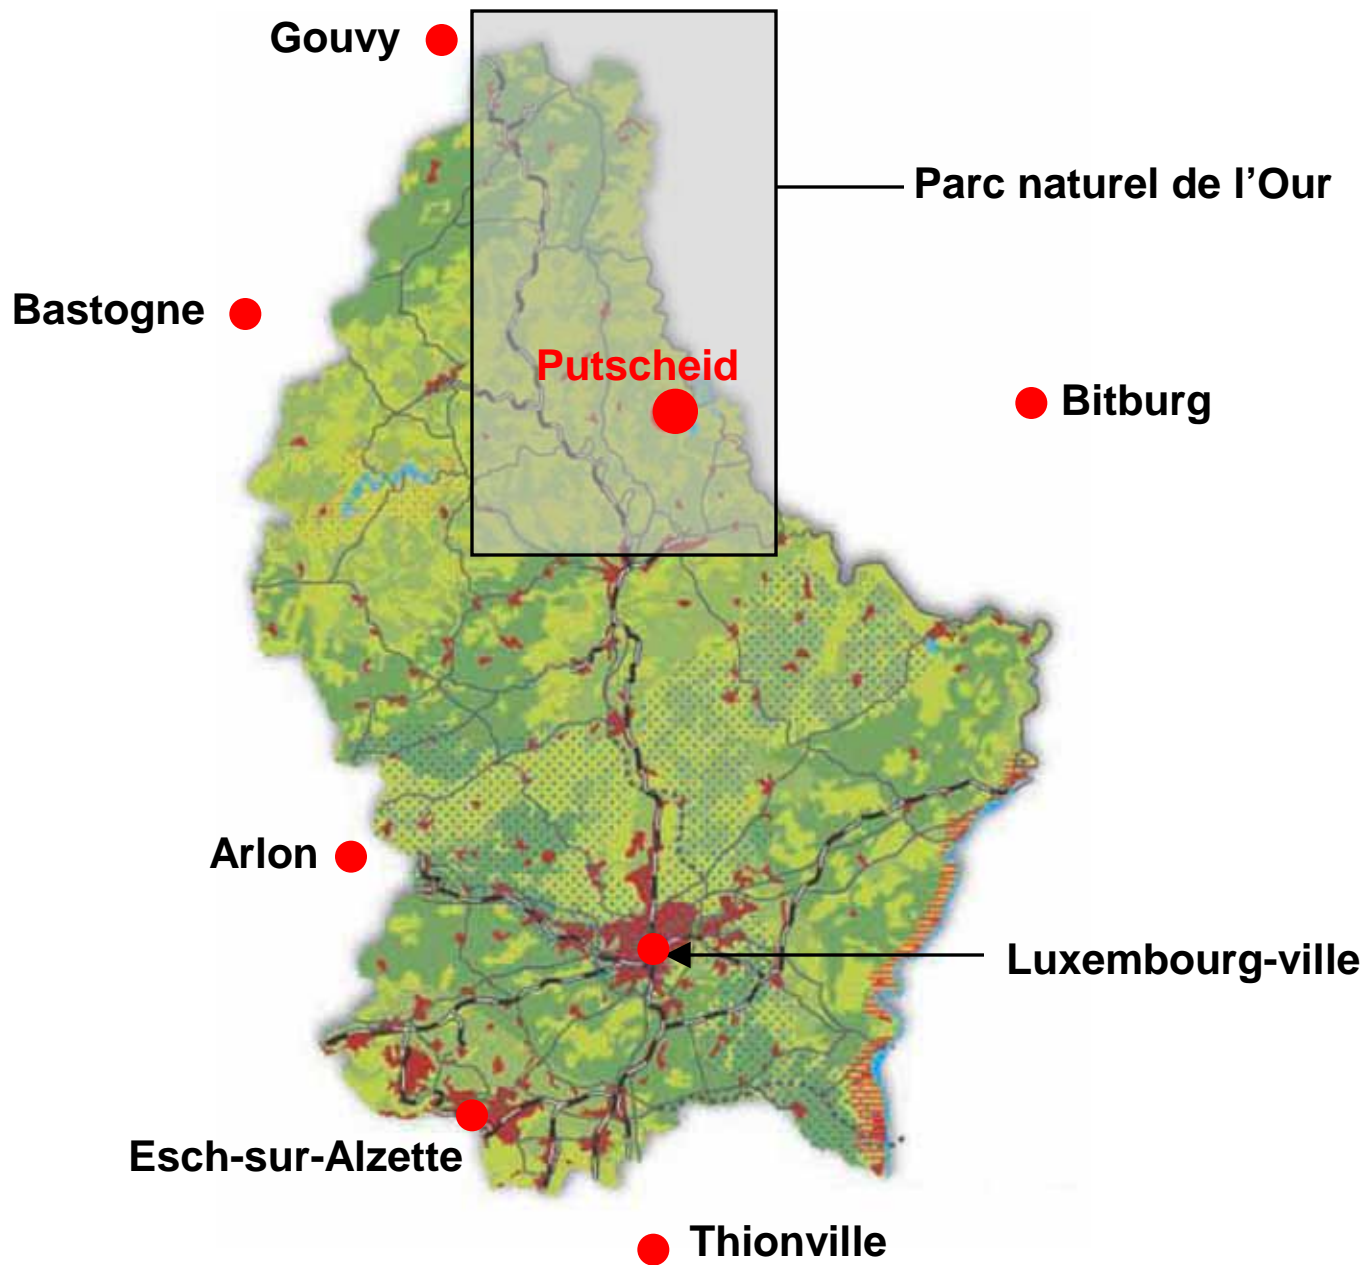 Gouvy
Parc naturel de l’Our
Bastogne
Putscheid
Bitburg
Arlon
Luxembourg-ville
Esch-sur-Alzette
Thionville